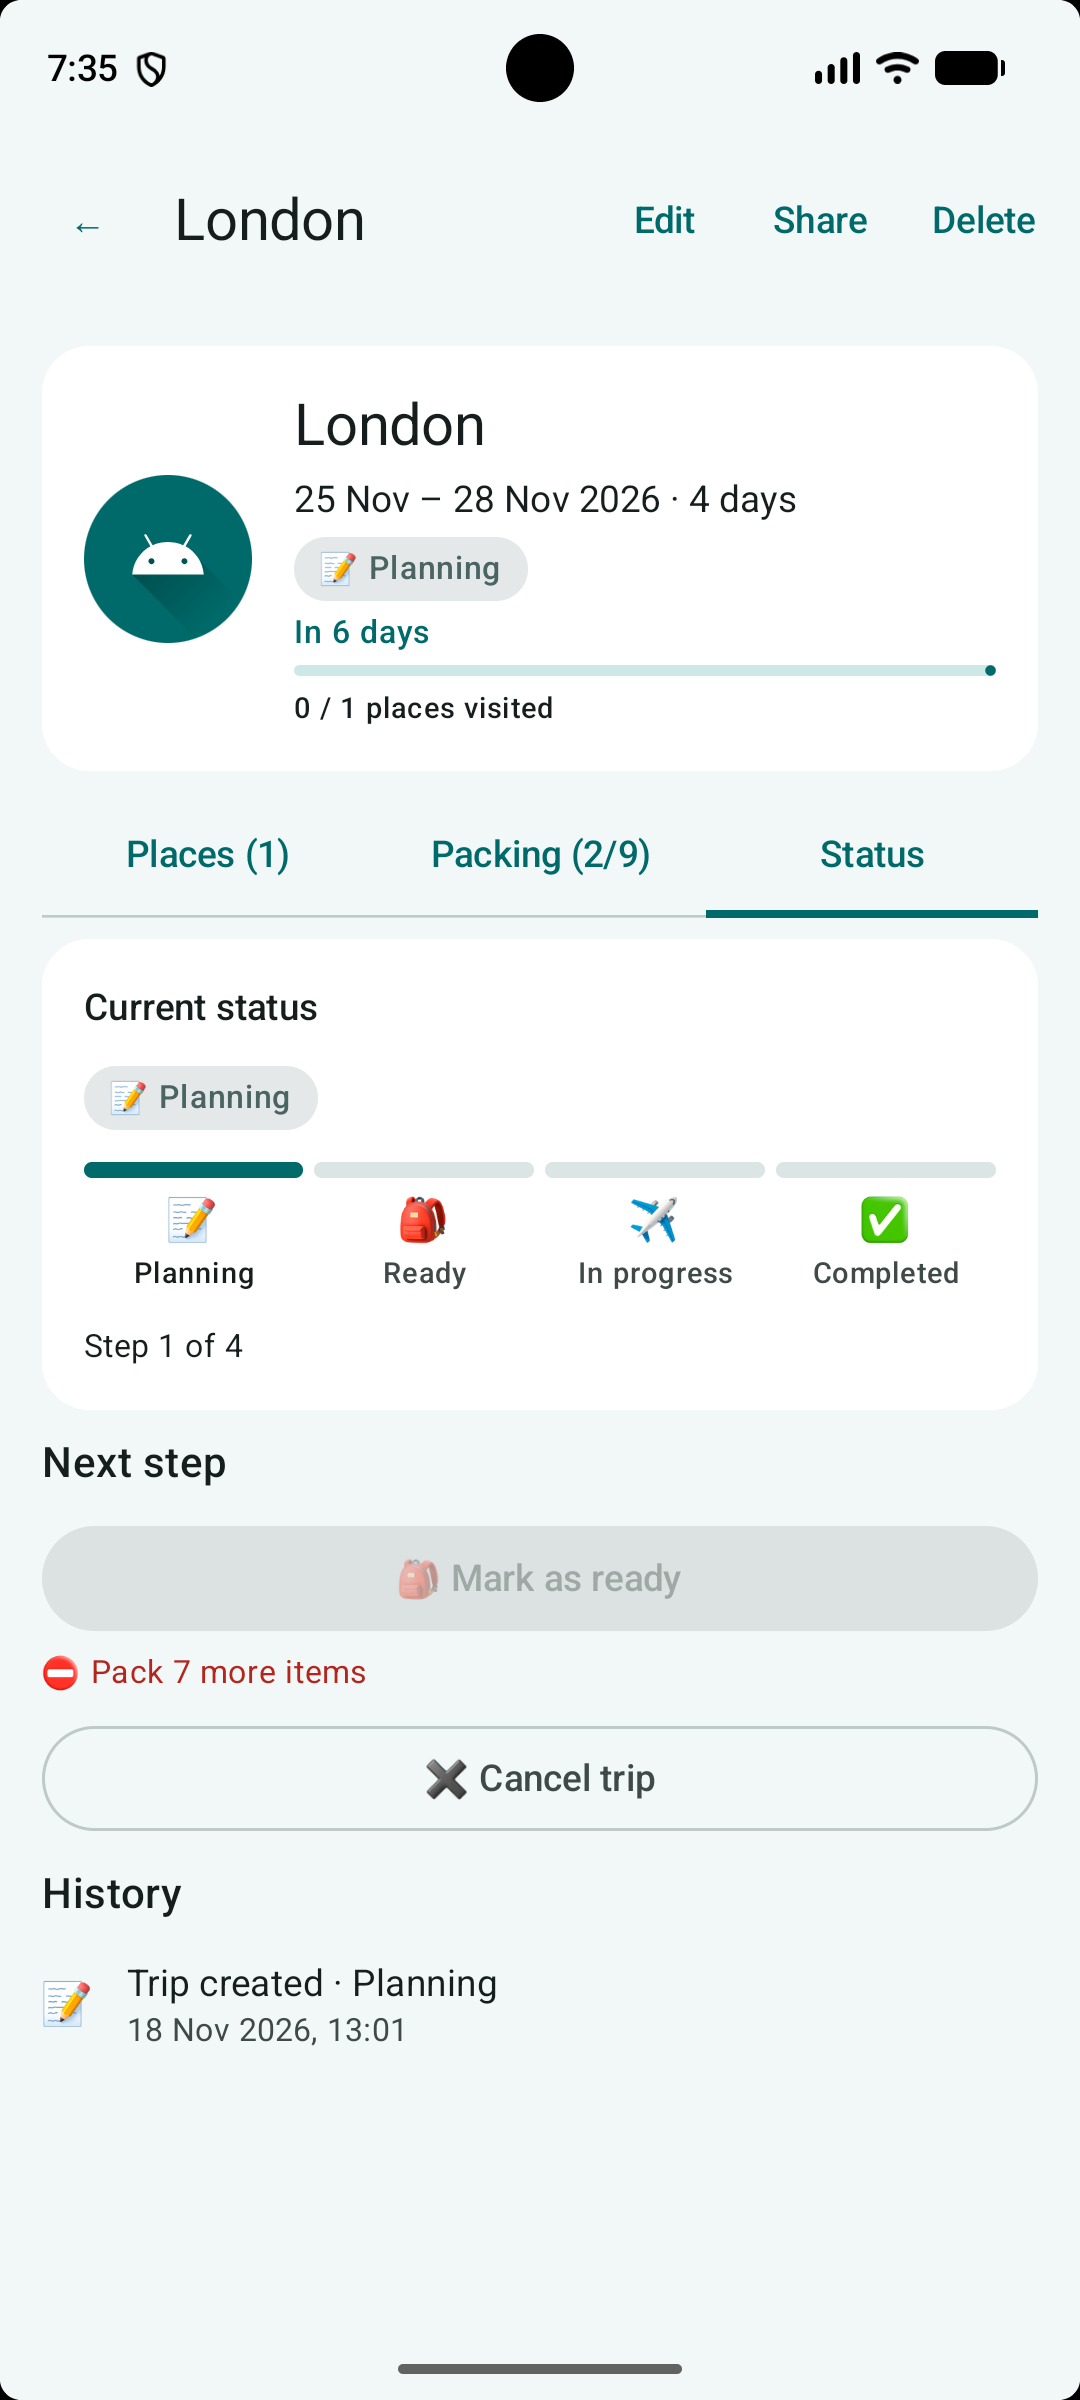 7:35
← London Edit Share Delete
London
25 Nov – 28 Nov 2026 · 4 days
📝 Planning
In 6 days
0 / 1 places visited
Places (1) Packing (2/9) Status
Current status
📝 Planning
Planning Ready In progress Completed
Step 1 of 4
Next step
🎒 Mark as ready
⛔ Pack 7 more items
✖ Cancel trip
History
Trip created · Planning
18 Nov 2026, 13:01